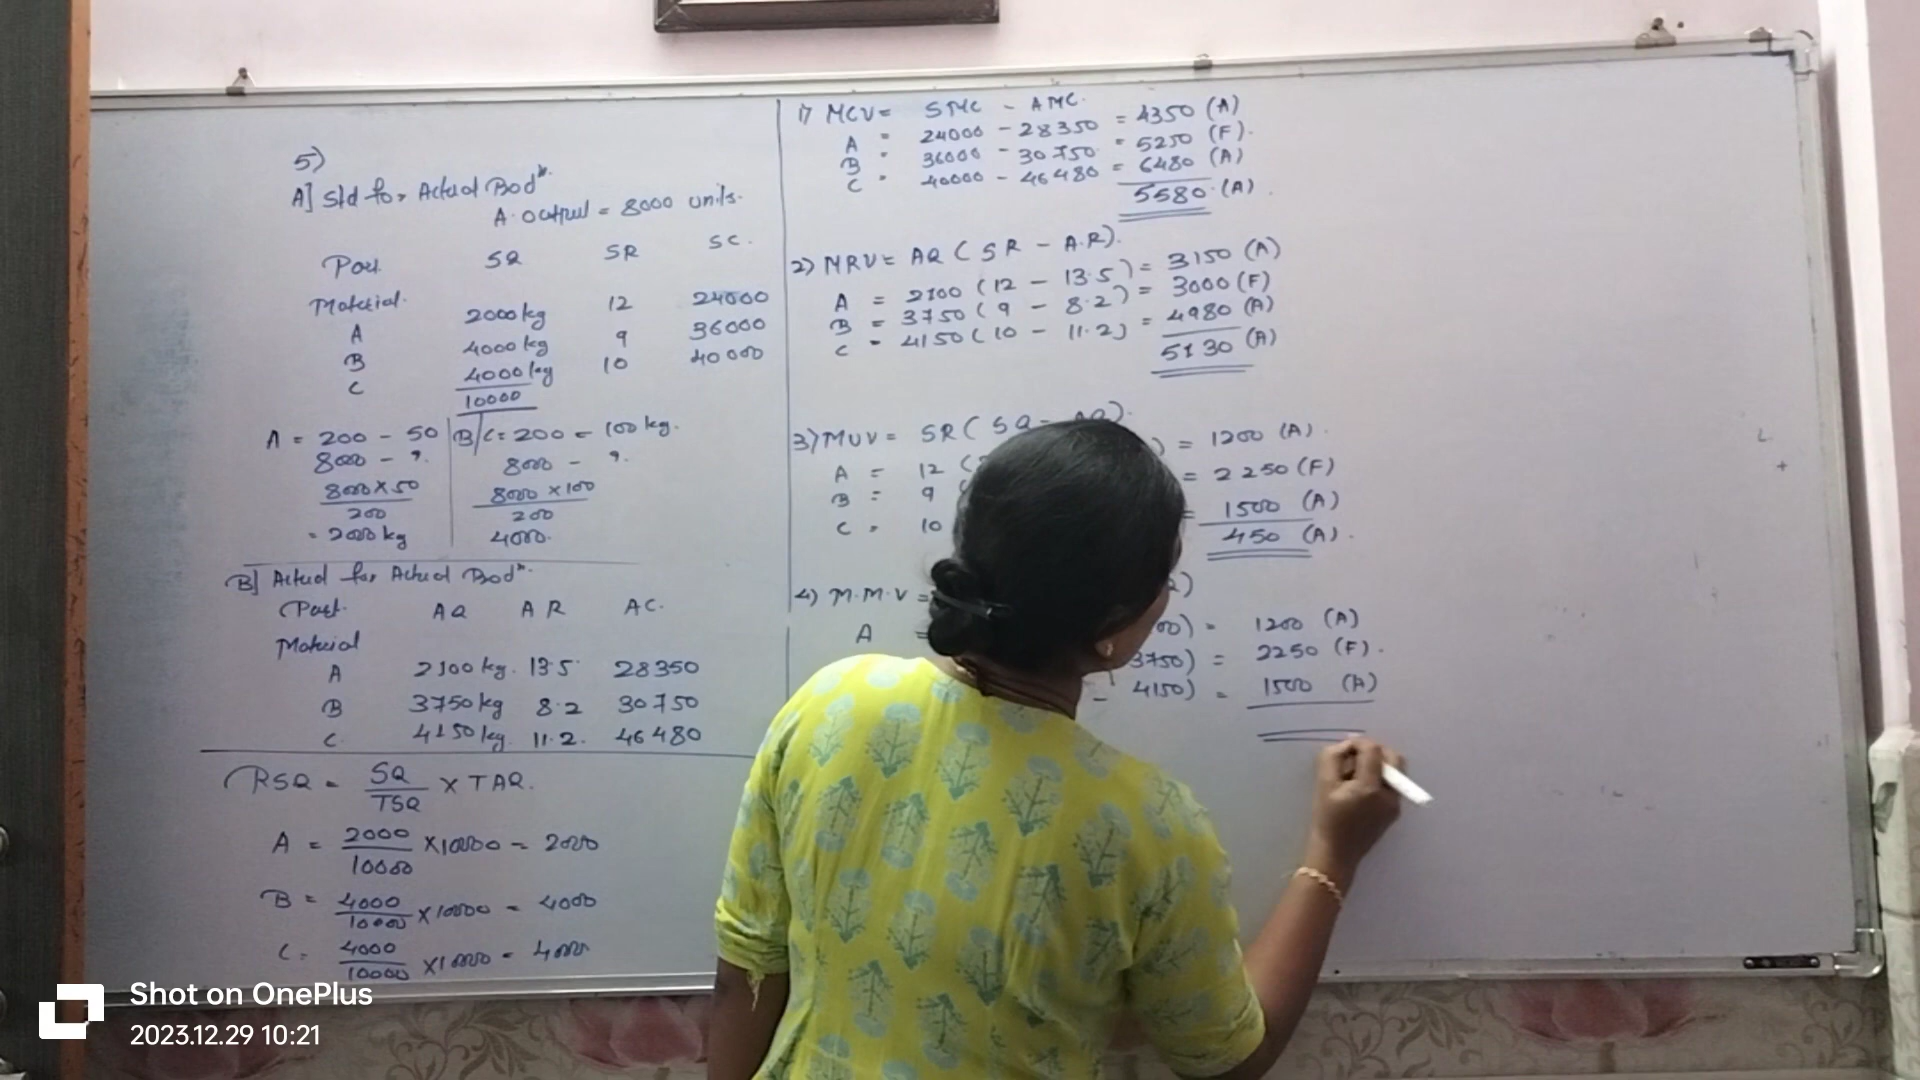 5)
A] Std for Actual Prodn.
A. output = 8000 units.
Part. SQ SR SC.
Material.
A 2000kg 12 24000
B 4000kg 9 36000
C 4000kg 10 40000
10000
A = 200 - 50
8000 - ?
8000 x 50
200
= 2000 kg
B/C = 200 - 100 kg.
8000 - ?
8000 x 100
200
4000.
B] Actual for Actual Prodn.
Part. AQ AR AC.
Material
A 2100 kg. 13.5 28350
B 3750 kg 8.2 30750
C. 4150 kg. 11.2. 46480
RSQ = SQ x TAQ.
TSQ
A = 2000 x 10000 = 2000
10000
B = 4000 x 10000 = 4000
10000
C = 4000 x 10000 = 4000
10000
1) MCV = SMC - AMC.
A = 24000 - 28350 = 4350 (A)
B = 36000 - 30750 = 5250 (F).
C = 40000 - 46480 = 6480 (A)
5580 (A).
2) MRV = AQ (SR - A.R).
A = 2100 (12 - 13.5) = 3150 (A)
B = 3750 (9 - 8.2) = 3000 (F)
C = 4150 (10 - 11.2) = 4980 (A)
5130 (A)
3) MUV = SR (SQ - AQ).
A = 12 ( ) = 1200 (A).
B = 9 = 2250 (F)
C = 10 = 1500 (A)
450 (A).
4) M.M.V =
A = 00) = 1200 (A)
3750) = 2250 (F).
- 4150) = 1500 (A)
Shot on OnePlus
2023.12.29 10:21